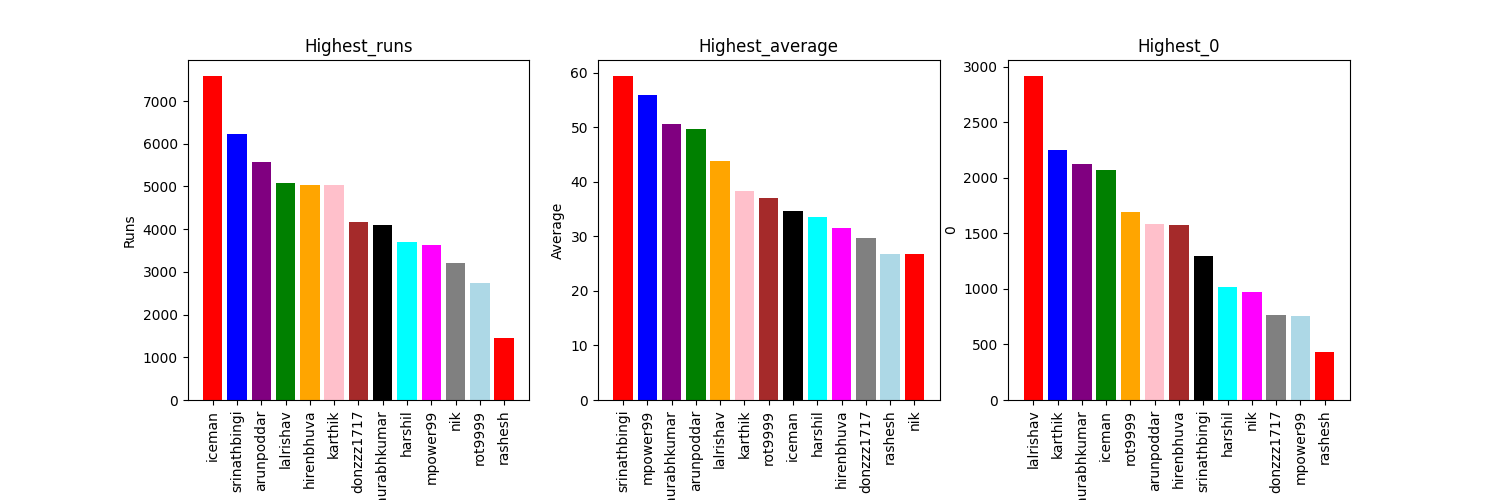 Highest_runs
Runs
7000
6000
5000
4000
3000
2000
1000
0
iceman
srinathbingi
arunpoddar
lalrishav
hirenbhuva
karthik
donzzz1717
urabhkumar
harshil
mpower99
nik
rot9999
rashesh
Highest_average
Average
60
50
40
30
20
10
0
srinathbingi
mpower99
urabhkumar
arunpoddar
lalrishav
karthik
rot9999
iceman
harshil
hirenbhuva
donzzz1717
rashesh
nik
Highest_0
0
3000
2500
2000
1500
1000
500
0
lalrishav
karthik
urabhkumar
iceman
rot9999
arunpoddar
hirenbhuva
srinathbingi
harshil
nik
donzzz1717
mpower99
rashesh